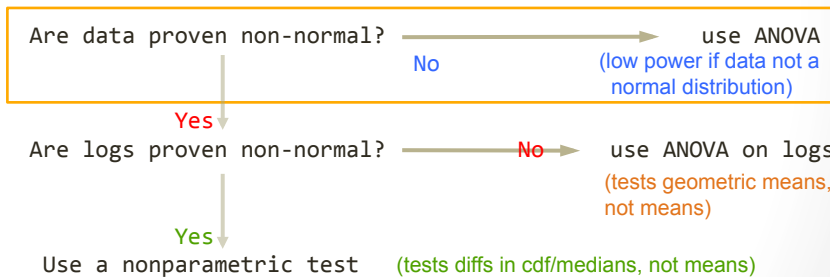 Are data proven non-normal? use ANOVA
No (low power if data not a
normal distribution)
Yes
Are logs proven non-normal? No use ANOVA on logs
(tests geometric means,
not means)
Yes
Use a nonparametric test (tests diffs in cdf/medians, not means)